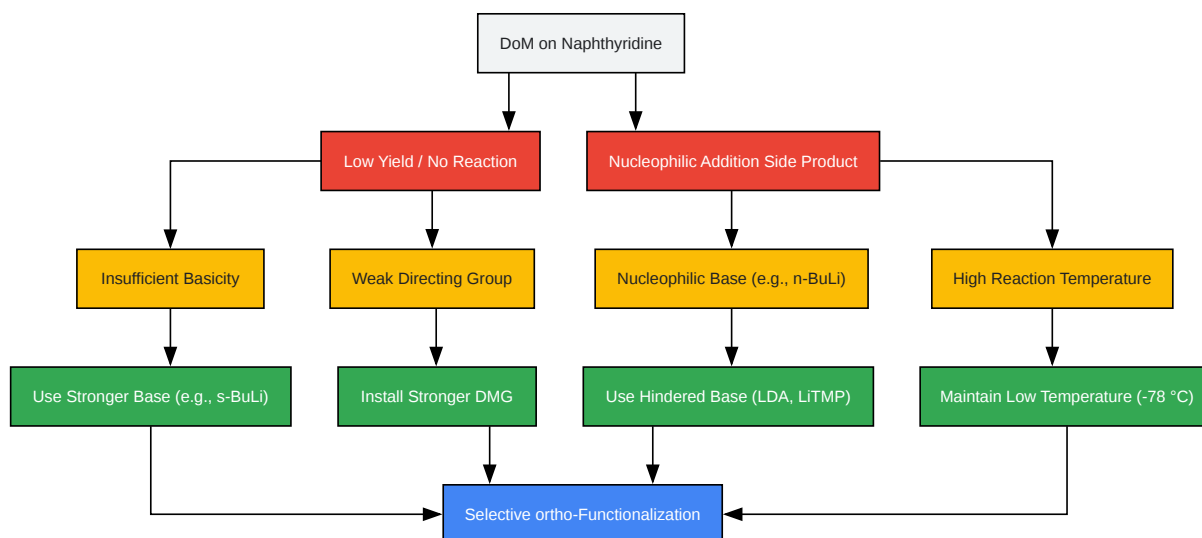 DoM on Naphthyridine
Low Yield / No Reaction
Nucleophilic Addition Side Product
Insufficient Basicity
Weak Directing Group
Nucleophilic Base (e.g., n-BuLi)
High Reaction Temperature
Use Stronger Base (e.g., s-BuLi)
Install Stronger DMG
Use Hindered Base (LDA, LiTMP)
Maintain Low Temperature (-78 °C)
Selective ortho-Functionalization